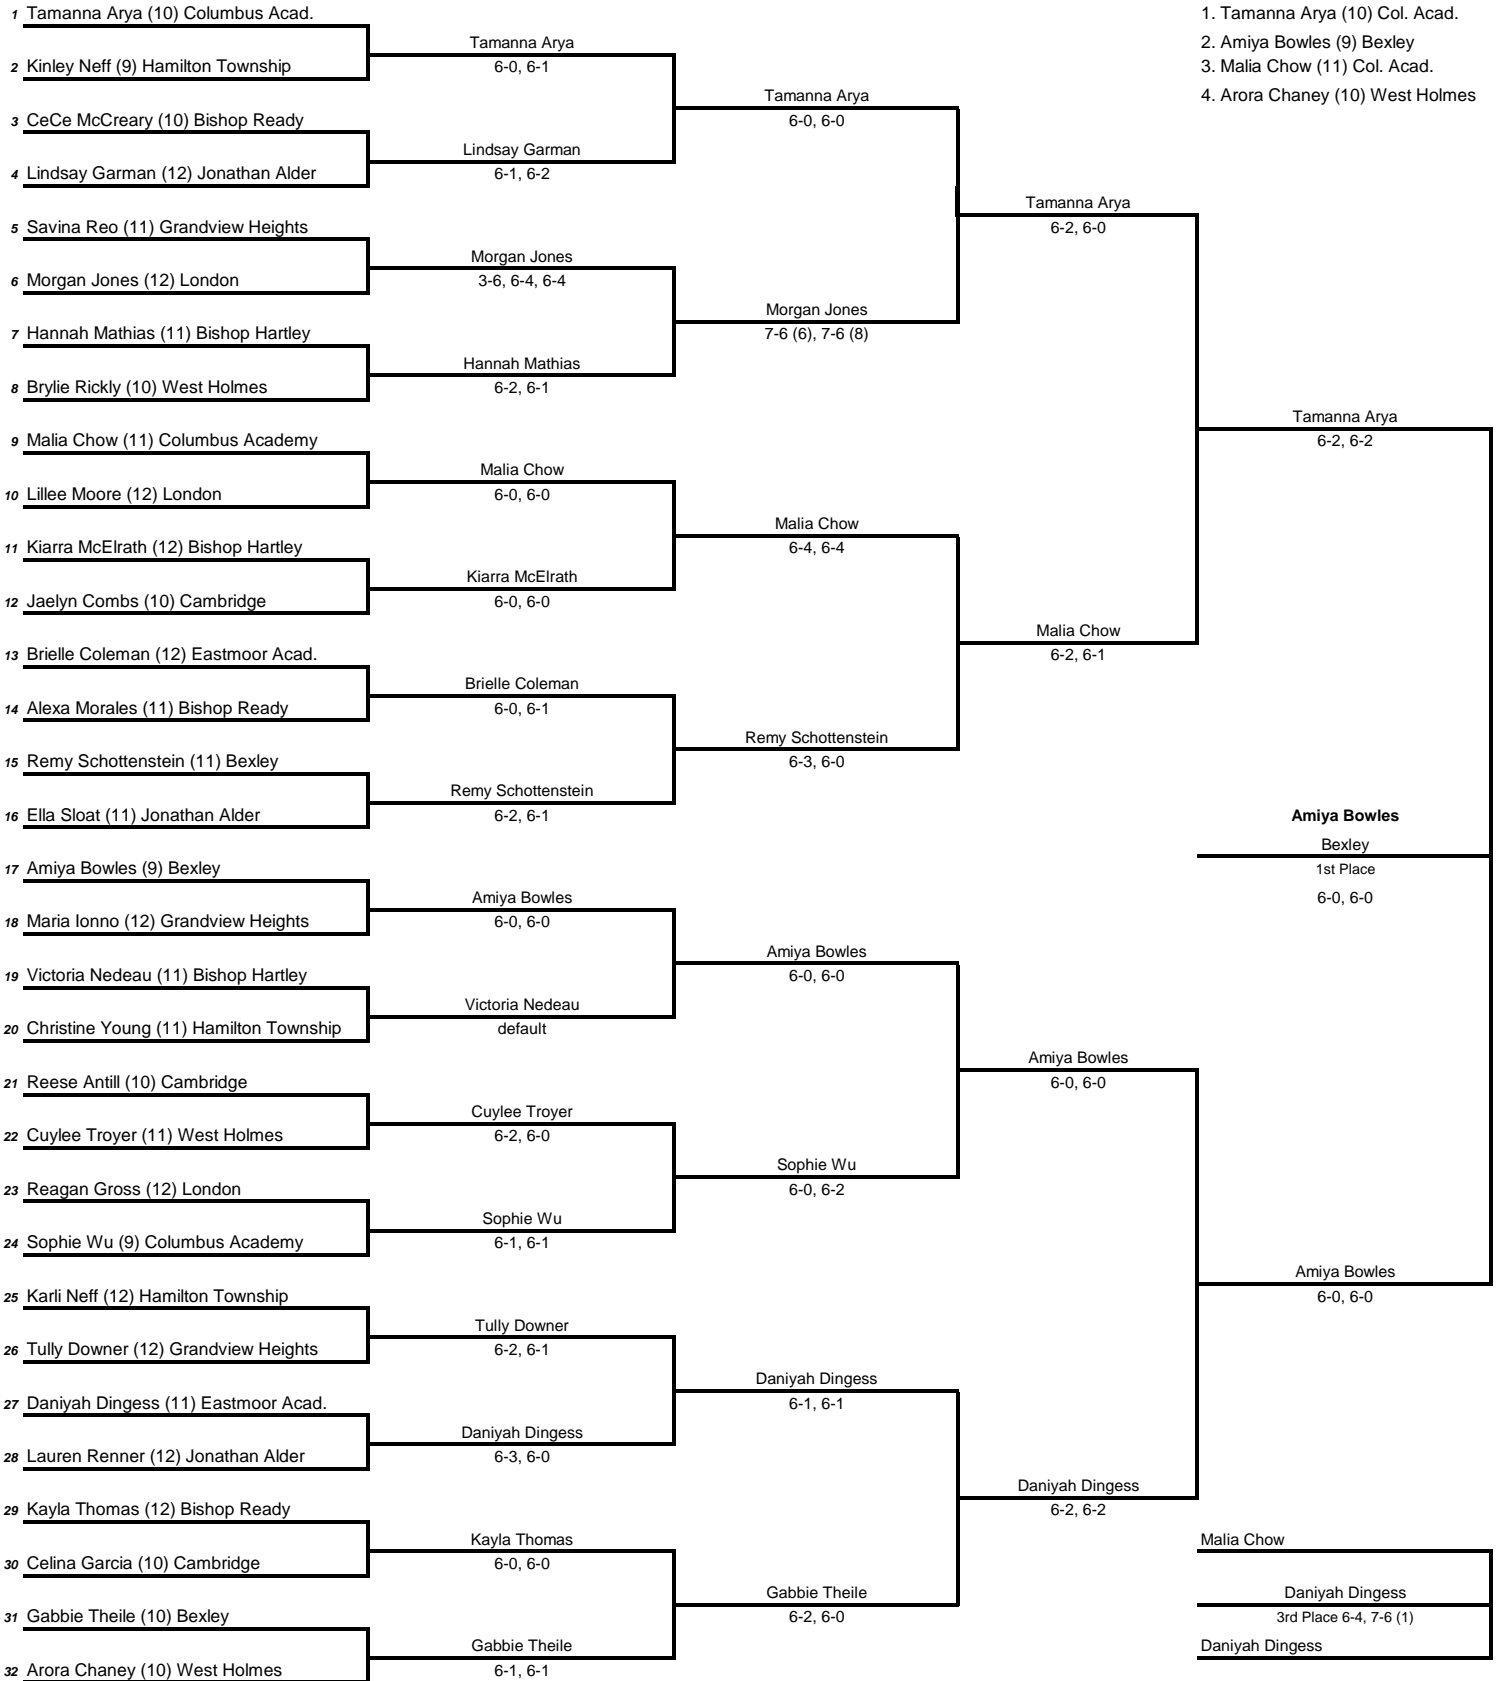 1 Tamanna Arya (10) Columbus Acad.
2 Kinley Neff (9) Hamilton Township
3 CeCe McCreary (10) Bishop Ready
4 Lindsay Garman (12) Jonathan Alder
5 Savina Reo (11) Grandview Heights
6 Morgan Jones (12) London
7 Hannah Mathias (11) Bishop Hartley
8 Brylie Rickly (10) West Holmes
9 Malia Chow (11) Columbus Academy
10 Lillee Moore (12) London
11 Kiarra McElrath (12) Bishop Hartley
12 Jaelyn Combs (10) Cambridge
13 Brielle Coleman (12) Eastmoor Acad.
14 Alexa Morales (11) Bishop Ready
15 Remy Schottenstein (11) Bexley
16 Ella Sloat (11) Jonathan Alder
17 Amiya Bowles (9) Bexley
18 Maria Ionno (12) Grandview Heights
19 Victoria Nedeau (11) Bishop Hartley
20 Christine Young (11) Hamilton Township
21 Reese Antill (10) Cambridge
22 Cuylee Troyer (11) West Holmes
23 Reagan Gross (12) London
24 Sophie Wu (9) Columbus Academy
25 Karli Neff (12) Hamilton Township
26 Tully Downer (12) Grandview Heights
27 Daniyah Dingess (11) Eastmoor Acad.
28 Lauren Renner (12) Jonathan Alder
29 Kayla Thomas (12) Bishop Ready
30 Celina Garcia (10) Cambridge
31 Gabbie Theile (10) Bexley
32 Arora Chaney (10) West Holmes
Tamanna Arya
6-0, 6-1
Lindsay Garman
6-1, 6-2
Morgan Jones
3-6, 6-4, 6-4
Hannah Mathias
6-2, 6-1
Malia Chow
6-0, 6-0
Kiarra McElrath
6-0, 6-0
Brielle Coleman
6-0, 6-1
Remy Schottenstein
6-2, 6-1
Amiya Bowles
6-0, 6-0
Victoria Nedeau
default
Cuylee Troyer
6-2, 6-0
Sophie Wu
6-1, 6-1
Tully Downer
6-2, 6-1
Daniyah Dingess
6-3, 6-0
Kayla Thomas
6-0, 6-0
Gabbie Theile
6-1, 6-1
Tamanna Arya
6-0, 6-0
Morgan Jones
7-6 (6), 7-6 (8)
Malia Chow
6-4, 6-4
Remy Schottenstein
6-3, 6-0
Amiya Bowles
6-0, 6-0
Sophie Wu
6-0, 6-2
Daniyah Dingess
6-1, 6-1
Gabbie Theile
6-2, 6-0
Tamanna Arya
6-2, 6-0
Malia Chow
6-2, 6-1
Amiya Bowles
6-0, 6-0
Daniyah Dingess
6-2, 6-2
1. Tamanna Arya (10) Col. Acad.
2. Amiya Bowles (9) Bexley
3. Malia Chow (11) Col. Acad.
4. Arora Chaney (10) West Holmes
Tamanna Arya
6-2, 6-2
Amiya Bowles
Bexley
1st Place
6-0, 6-0
Amiya Bowles
6-0, 6-0
Malia Chow
Daniyah Dingess
3rd Place 6-4, 7-6 (1)
Daniyah Dingess